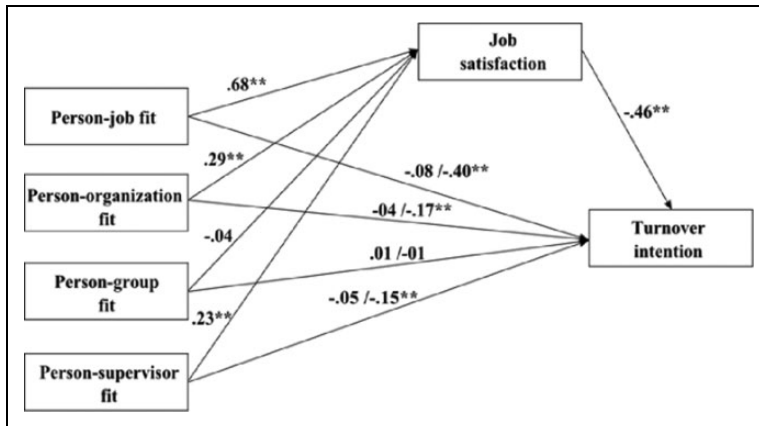 Job
satisfaction
.68**
-.46**
Person-job fit
.29**
-.08 /-.40**
Person-organization
fit
-04 /-.17**
Turnover
intention
-.04
.01 /-01
Person-group
fit
-.05 /-.15**
.23**
Person-supervisor
fit